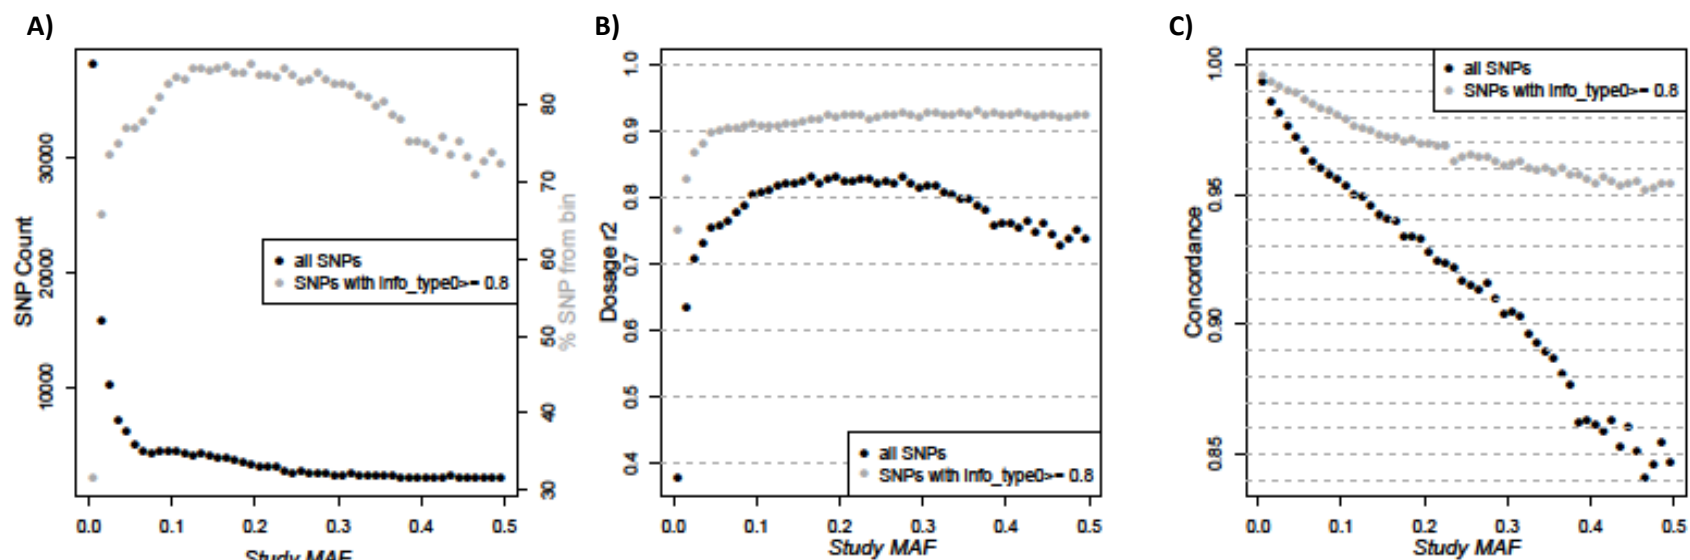 A)
SNP Count
30000
20000
10000
all SNPs
SNPs with info_type0>= 0.8
80
70
60
50
40
30
% SNP from bin
0.0 0.1 0.2 0.3 0.4 0.5
Study MAF
B)
Dosage r2
1.0
0.9
0.8
0.7
0.6
0.5
0.4
all SNPs
SNPs with info_type0>= 0.8
0.0 0.1 0.2 0.3 0.4 0.5
Study MAF
C)
Concordance
1.00
0.95
0.90
0.85
all SNPs
SNPs with info_type0>= 0.8
0.0 0.1 0.2 0.3 0.4 0.5
Study MAF